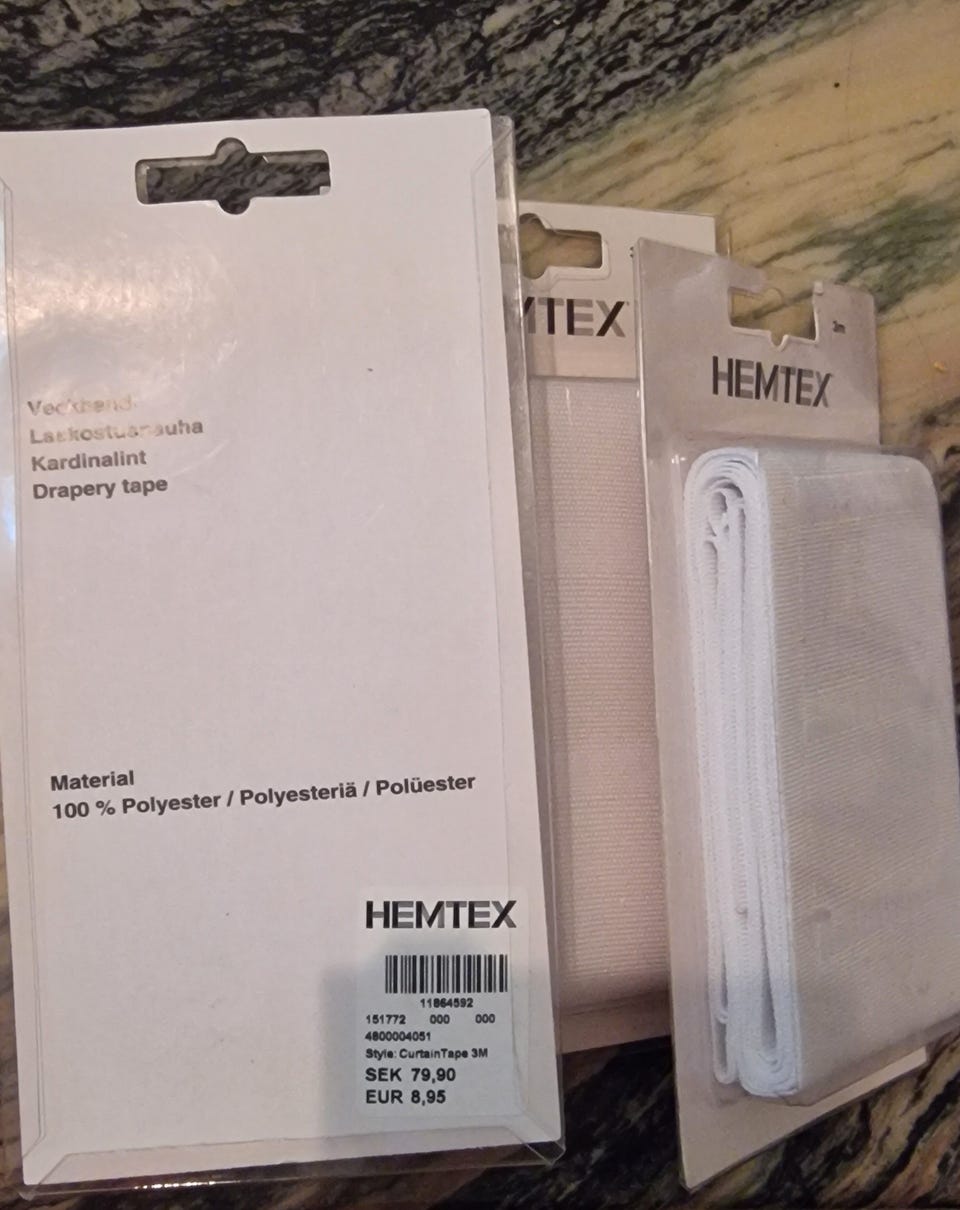 Veckband
Laskostusnauha
Kardinalint
Drapery tape
Material
100 % Polyester / Polyesteriä / Polüester
HEMTEX
11864592
151772 000 000
4800004051
Style: CurtainTape 3M
SEK 79,90
EUR 8,95
MTEX
3m
HEMTEX